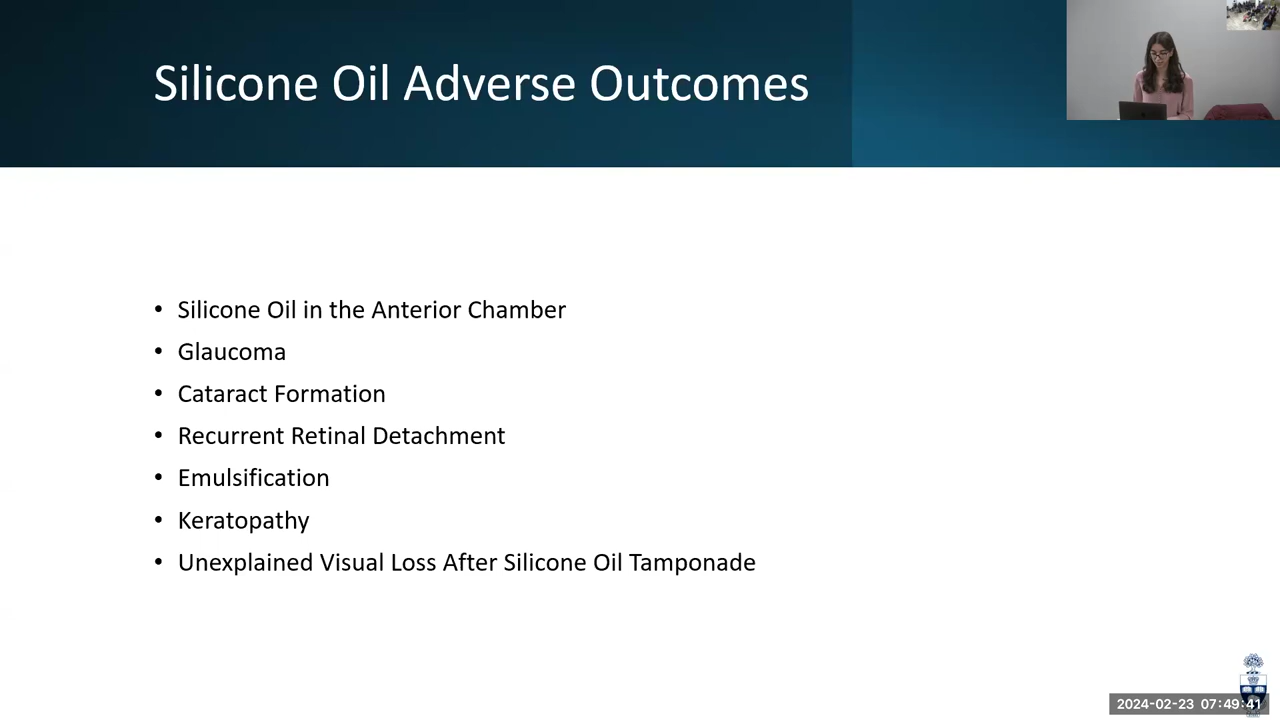 Silicone Oil Adverse Outcomes
• Silicone Oil in the Anterior Chamber
• Glaucoma
• Cataract Formation
• Recurrent Retinal Detachment
• Emulsification
• Keratopathy
• Unexplained Visual Loss After Silicone Oil Tamponade
2024-02-23 07:49:41